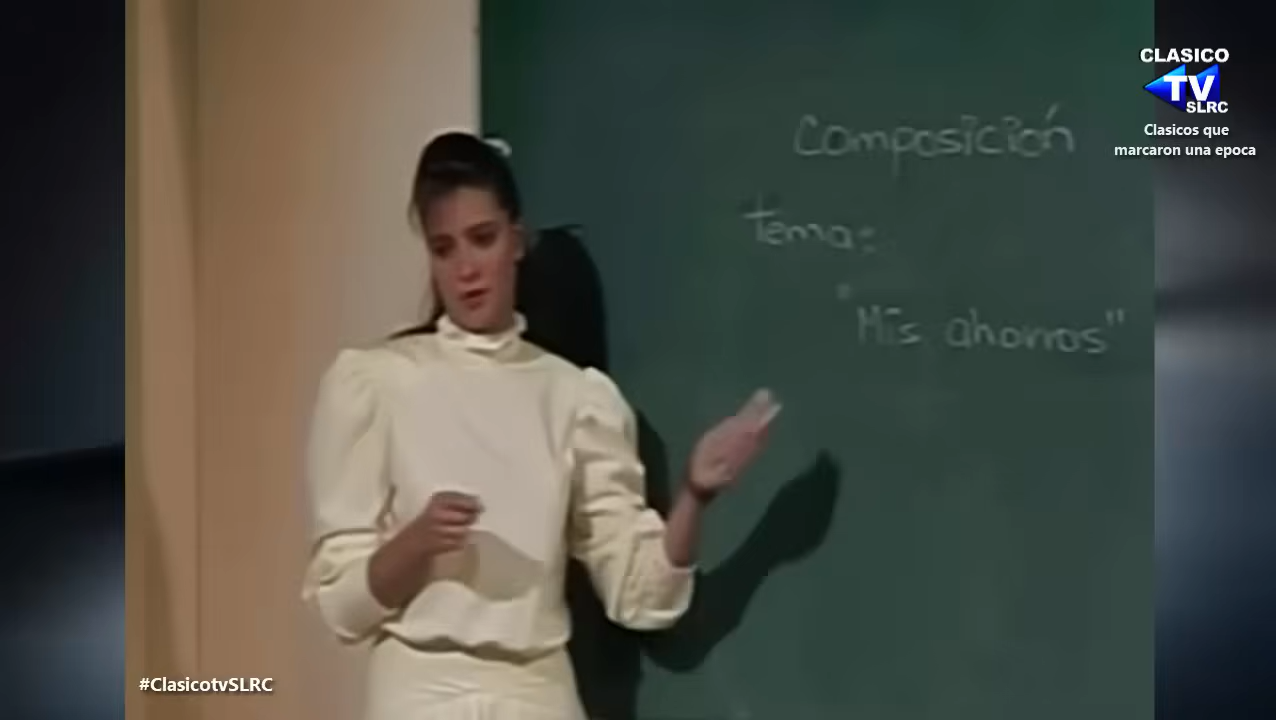 CLASICO
TV
SLRC
Clasicos que
marcaron una epoca
Composición
tema:
"Mis ahorros"
#ClasicotvSLRC